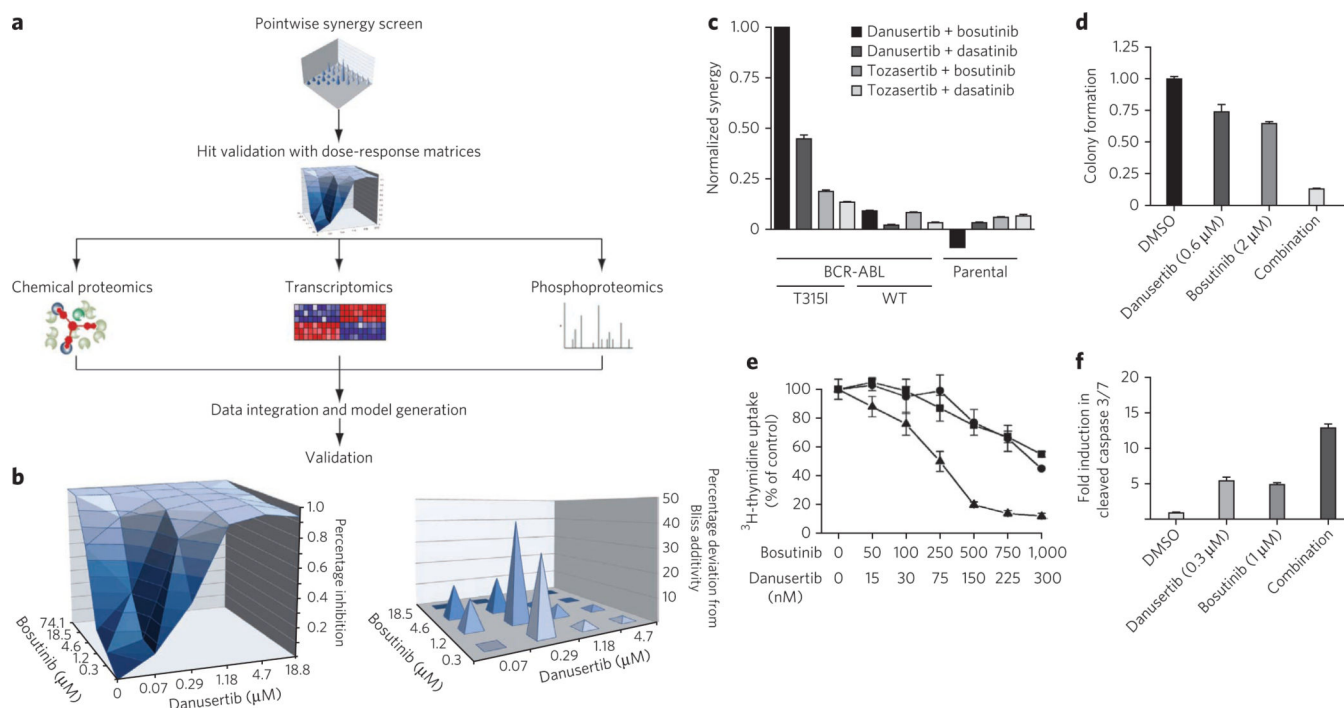 a
Pointwise synergy screen
Hit validation with dose-response matrices
Chemical proteomics
Transcriptomics
Phosphoproteomics
Data integration and model generation
Validation
b
Percentage inhibition
1.0
0.8
0.6
0.4
0.2
74.1
18.5
4.6
1.2
0.3
Bosutinib (μM)
0
0.07
0.29
1.18
4.7
18.8
Danusertib (μM)
Percentage deviation from
Bliss additivity
50
40
30
20
10
18.5
4.6
1.2
0.3
Bosutinib (μM)
0.07
0.29
1.18
4.7
Danusertib (μM)
c
Normalized synergy
1.00
0.75
0.50
0.25
0
Danusertib + bosutinib
Danusertib + dasatinib
Tozasertib + bosutinib
Tozasertib + dasatinib
BCR-ABL
Parental
T315I
WT
d
Colony formation
1.25
1.00
0.75
0.50
0.25
0
DMSO
Danusertib (0.6 μM)
Bosutinib (2 μM)
Combination
e
³H-thymidine uptake
(% of control)
100
80
60
40
20
0
Bosutinib 0 50 100 250 500 750 1,000
Danusertib 0 15 30 75 150 225 300
(nM)
f
Fold induction in
cleaved caspase 3/7
20
15
10
5
0
DMSO
Danusertib (0.3 μM)
Bosutinib (1 μM)
Combination